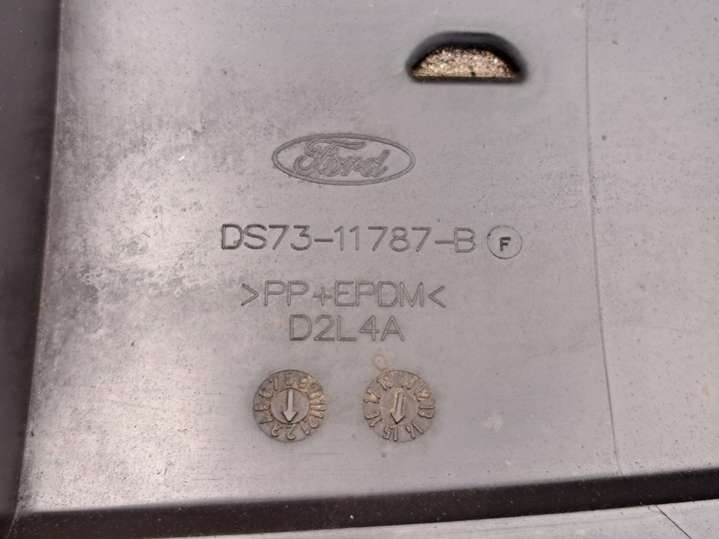 Ford
DS73-11787-B F
>PP+EPDM<
D2L4A